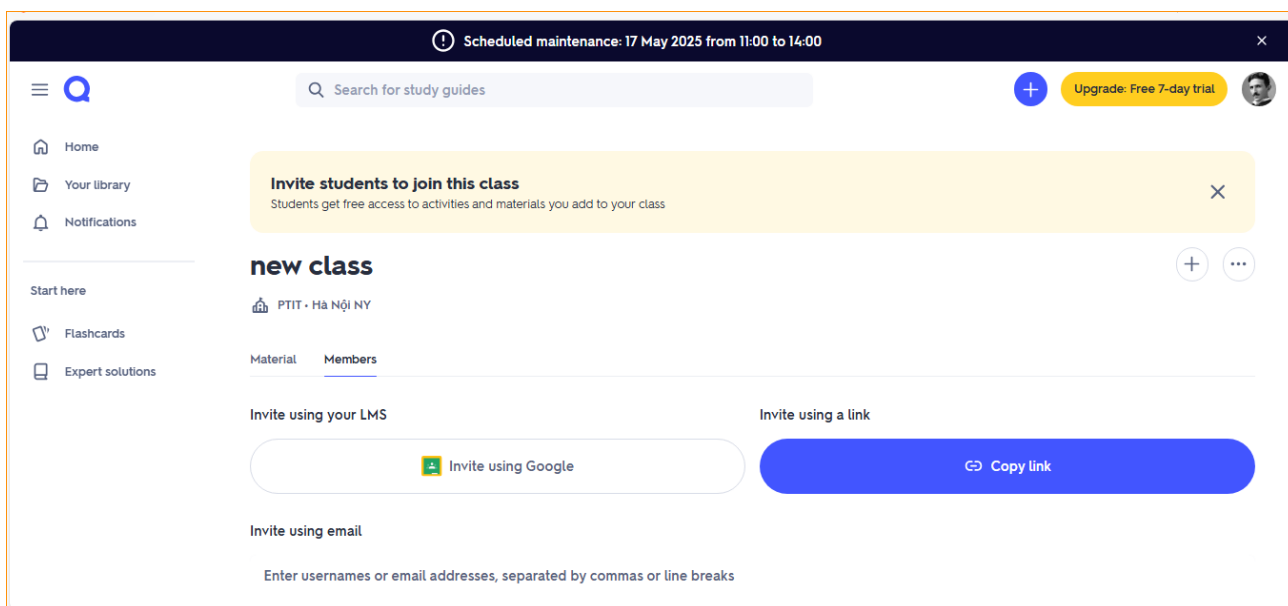 Scheduled maintenance: 17 May 2025 from 11:00 to 14:00
Search for study guides
Upgrade: Free 7-day trial
Home
Your library
Notifications
Start here
Flashcards
Expert solutions
Invite students to join this class
Students get free access to activities and materials you add to your class
new class
PTIT • Hà Nội NY
Material Members
Invite using your LMS
Invite using Google
Invite using a link
Copy link
Invite using email
Enter usernames or email addresses, separated by commas or line breaks